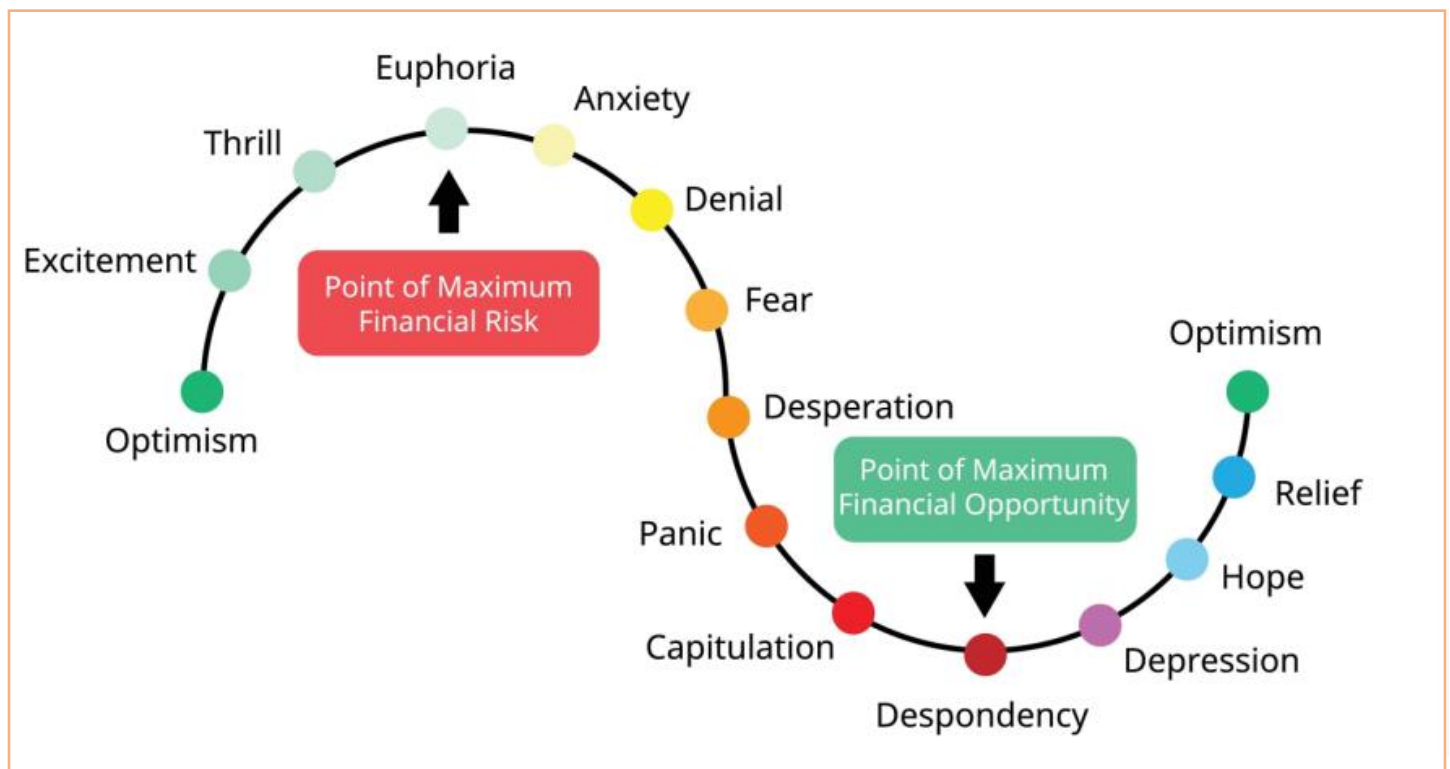 Euphoria
Anxiety
Thrill
Denial
Excitement
Point of Maximum
Financial Risk
Fear
Optimism
Optimism
Desperation
Point of Maximum
Financial Opportunity
Relief
Panic
Hope
Capitulation
Depression
Despondency